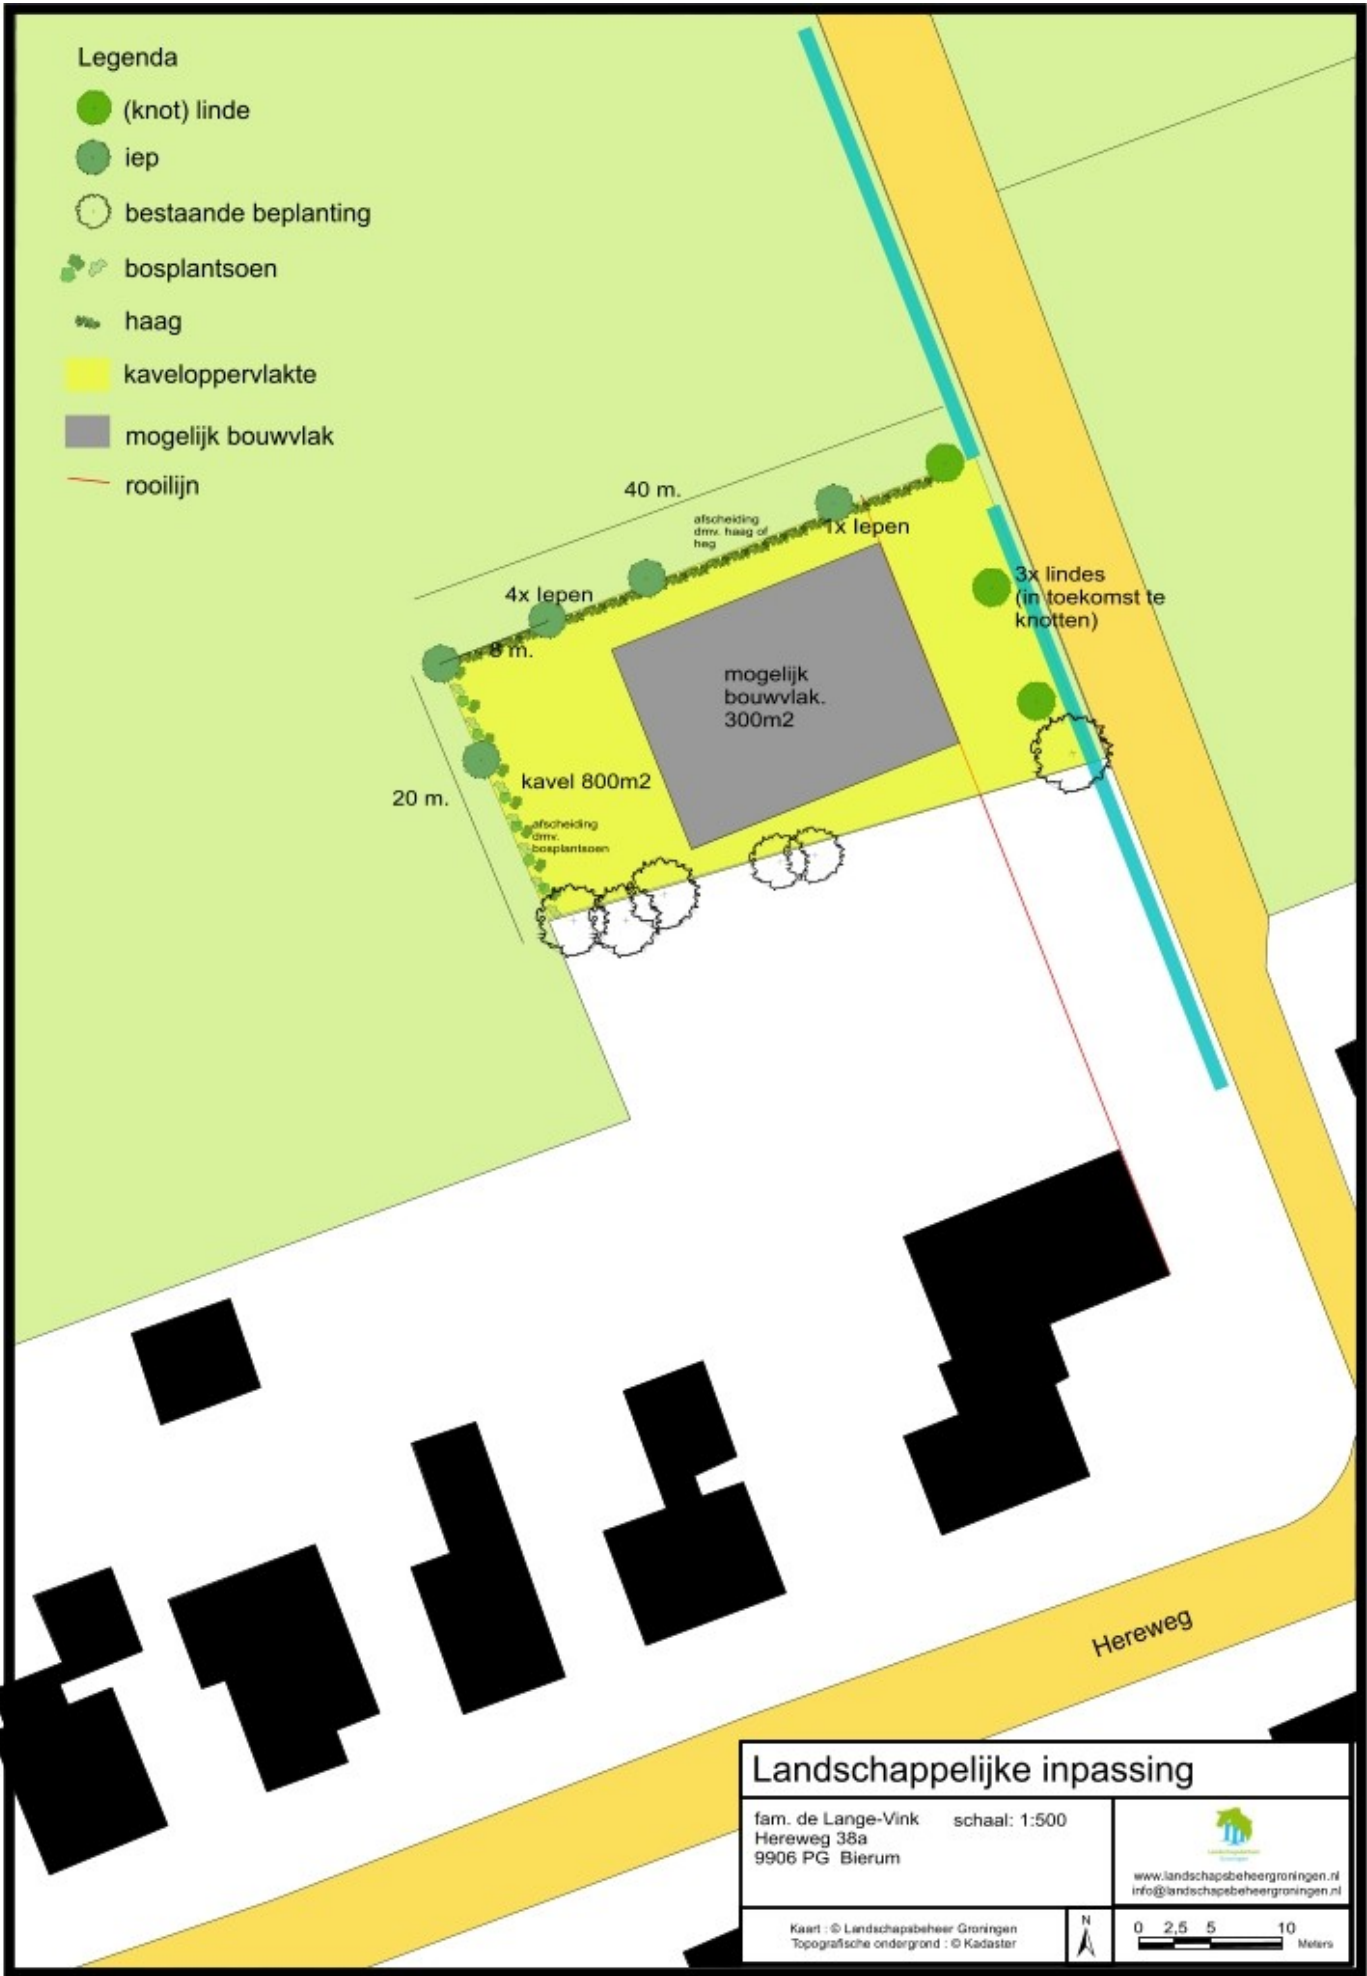 Legenda
(knot) linde
iep
bestaande beplanting
bosplantsoen
haag
kaveloppervlakte
mogelijk bouwvlak
rooilijn
40 m.
afscheiding
dmv. haag of
heg
1x Iepen
4x Iepen
8 m.
3x lindes
(in toekomst te
knotten)
mogelijk
bouwvlak.
300m2
kavel 800m2
20 m.
afscheiding
dmv.
bosplantsoen
Hereweg
Landschappelijke inpassing
fam. de Lange-Vink schaal: 1:500
Hereweg 38a
9906 PG Bierum
Landschapsbeheer
Groningen
www.landschapsbeheergroningen.nl
info@landschapsbeheergroningen.nl
Kaart : © Landschapsbeheer Groningen
Topografische ondergrond : © Kadaster
N
0 2,5 5 10
Meters